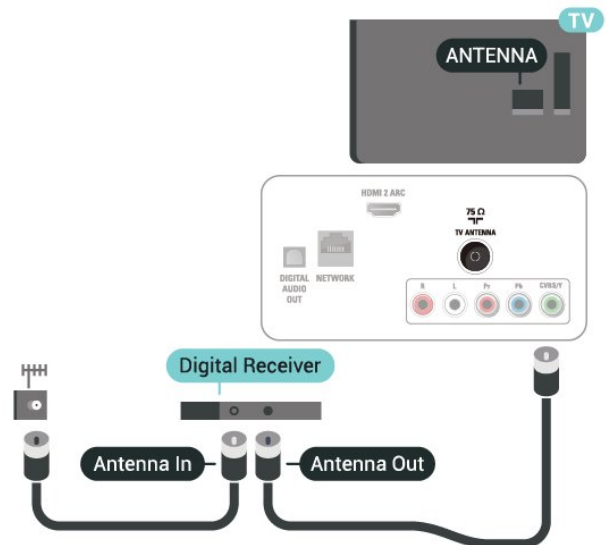 TV
ANTENNA
HDMI 2 ARC
75 Ω
TV ANTENNA
DIGITAL
AUDIO
OUT
NETWORK
R L Pr Pb CVBS/Y
Digital Receiver
Antenna In
Antenna Out